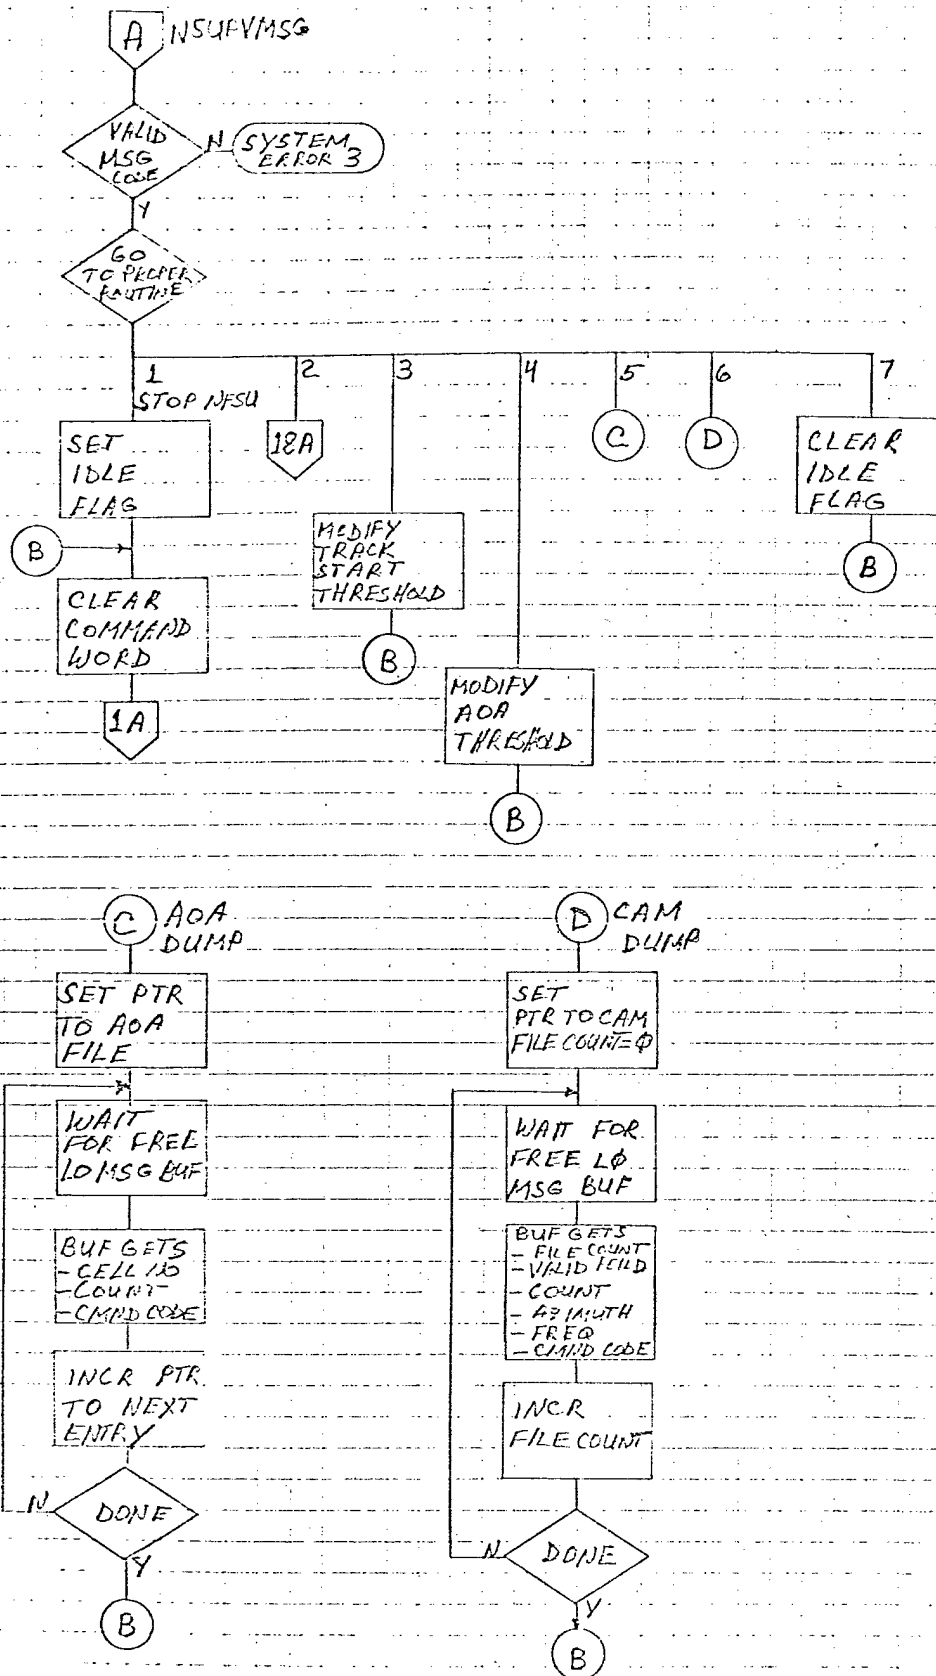 A NSUFVMSG
VALID
MSG
CODE
N
SYSTEM
ERROR 3
Y
GO
TO PROPER
ROUTINE
1
2
3
4
5
6
7
STOP NFSU
SET
IDLE
FLAG
12A
C
D
CLEAR
IDLE
FLAG
B
MODIFY
TRACK
START
THRESHOLD
B
CLEAR
COMMAND
WORD
B
1A
MODIFY
AOA
THRESHOLD
B
C AOA
DUMP
SET PTR
TO AOA
FILE
WAIT
FOR FREE
LO MSG BUF
BUF GETS
- CELL NO
- COUNT
- CMND CODE
INCR PTR
TO NEXT
ENTRY
N
DONE
Y
B
D CAM
DUMP
SET
PTR TO CAM
FILE COUNT=Ø
WAIT FOR
FREE LØ
MSG BUF
BUF GETS
- FILE COUNT
- VALID FEILD
- COUNT
- AZIMUTH
- FREQ
- CMND CODE
INCR
FILE COUNT
N
DONE
Y
B